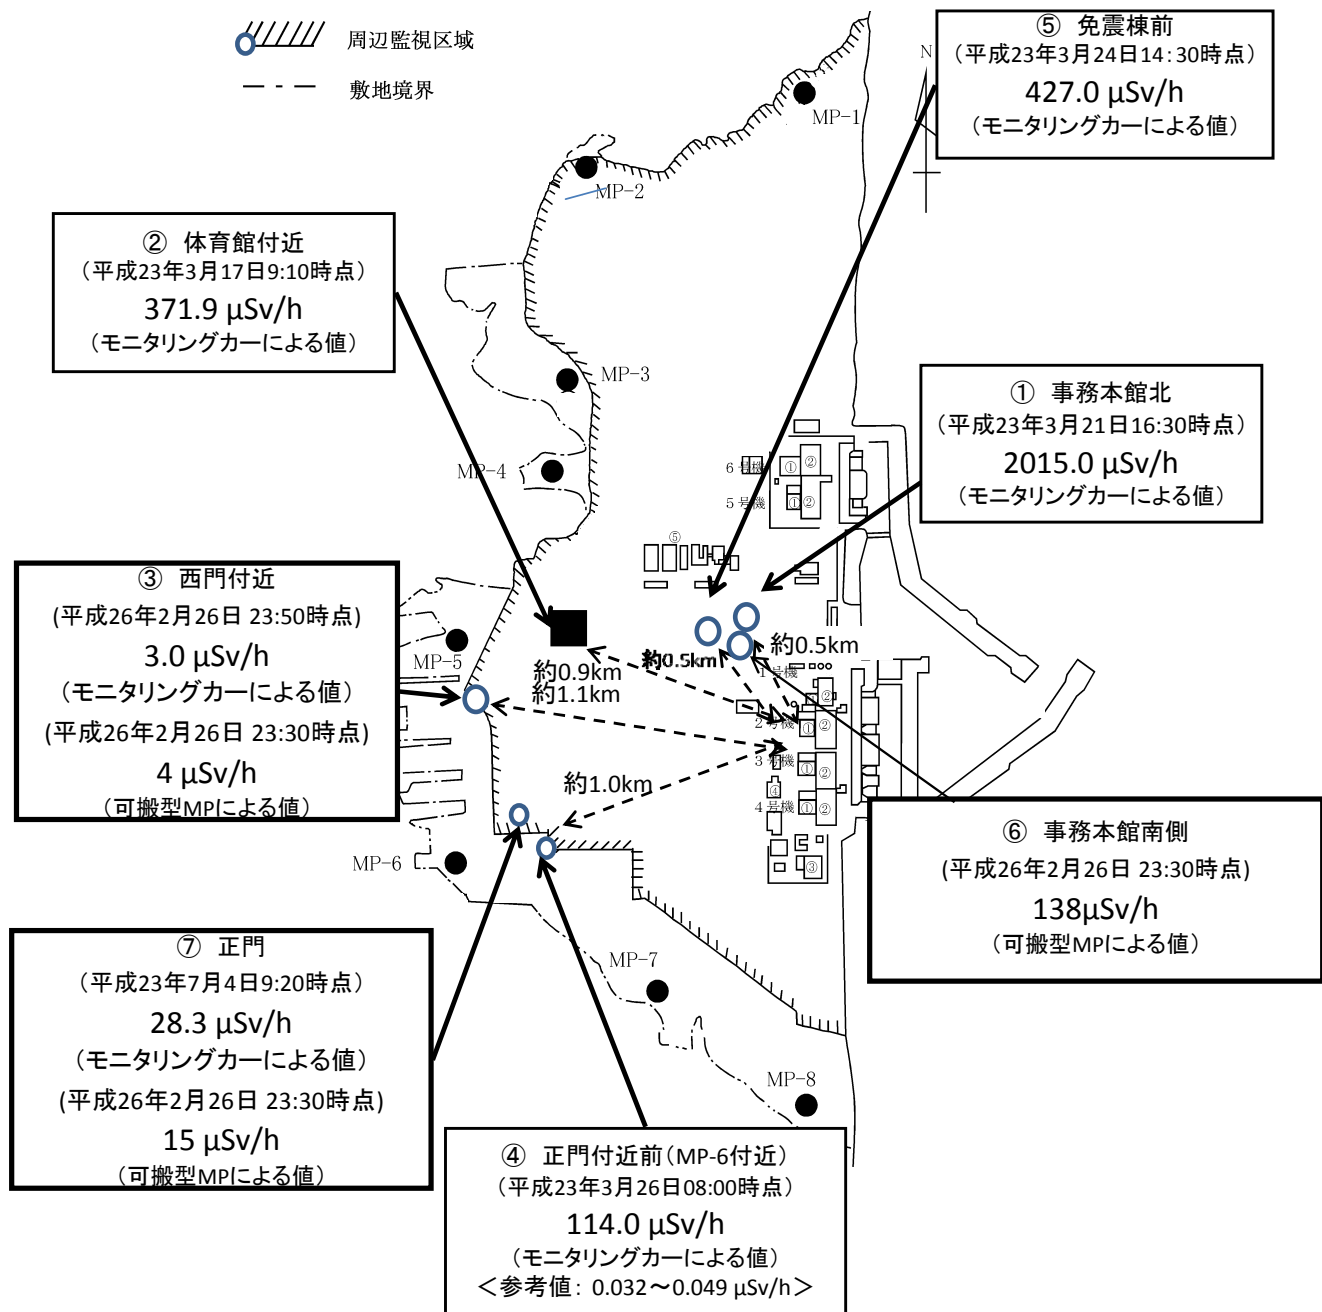 周辺監視区域
敷地境界
⑤ 免震棟前
（平成23年3月24日14：30時点）
427.0 μSv/h
（モニタリングカーによる値）
N
MP-1
MP-2
② 体育館付近
（平成23年3月17日9:10時点）
371.9 μSv/h
（モニタリングカーによる値）
MP-3
MP-4
① 事務本館北
（平成23年3月21日16:30時点）
2015.0 μSv/h
（モニタリングカーによる値）
6号機
①
②
5号機
①
②
⑤
③ 西門付近
(平成26年2月26日 23:50時点)
3.0 μSv/h
（モニタリングカーによる値）
(平成26年2月26日 23:30時点)
4 μSv/h
（可搬型MPによる値）
MP-5
約0.9km
約1.1km
約0.5km
約0.5km
1号機
②
2号機
①
②
3号機
①
②
④
4号機
①
②
③
約1.0km
MP-6
⑥ 事務本館南側
(平成26年2月26日 23:30時点)
138μSv/h
（可搬型MPによる値）
⑦ 正門
（平成23年7月4日9:20時点）
28.3 μSv/h
（モニタリングカーによる値）
(平成26年2月26日 23:30時点)
15 μSv/h
（可搬型MPによる値）
MP-7
MP-8
④ 正門付近前（MP-6付近）
（平成23年3月26日08:00時点）
114.0 μSv/h
（モニタリングカーによる値）
＜参考値： 0.032～0.049 μSv/h＞